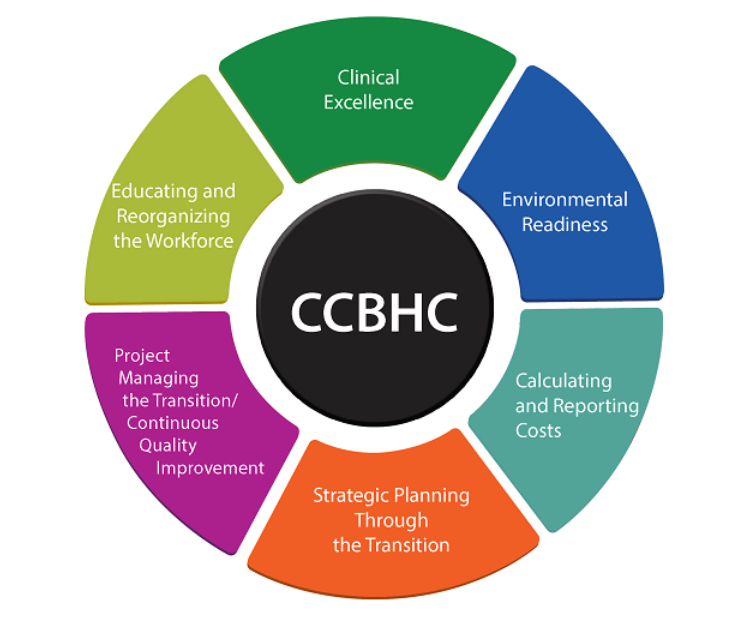 Clinical
Excellence
Environmental
Readiness
Calculating
and Reporting
Costs
Strategic Planning
Through
the Transition
Project
Managing
the Transition/
Continuous
Quality
Improvement
Educating and
Reorganizing
the Workforce
CCBHC